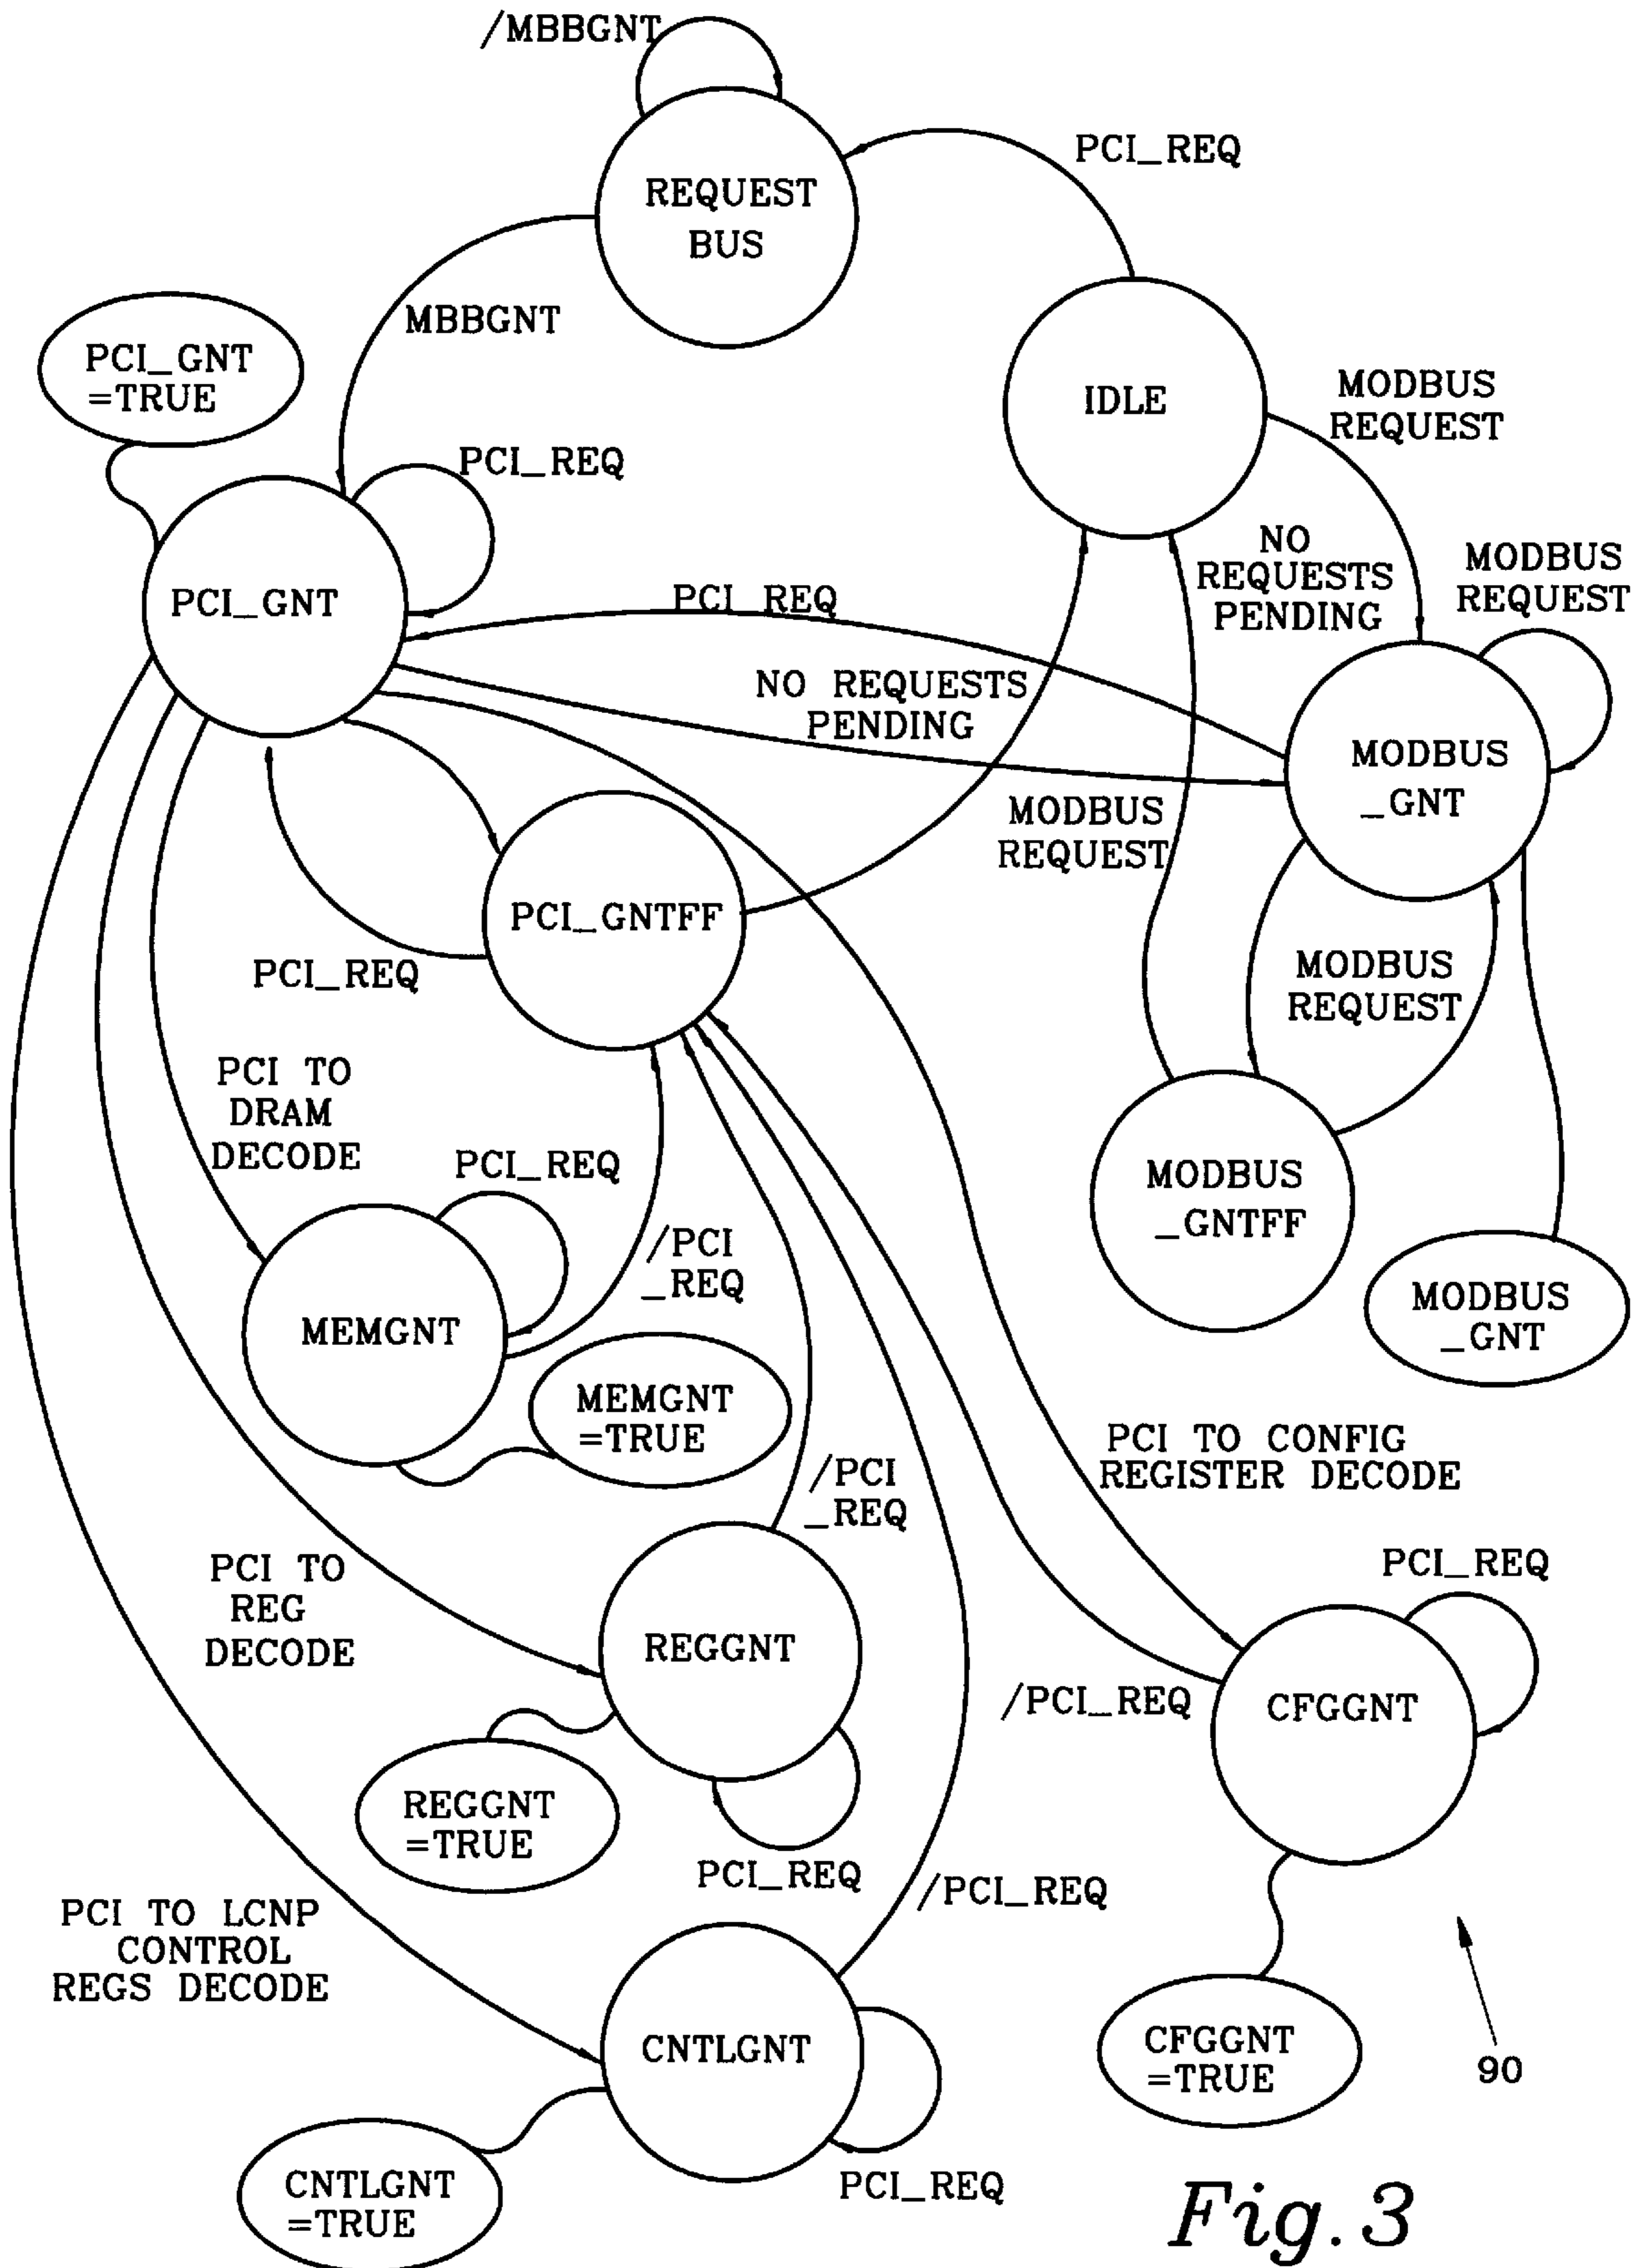 /MBBGNT
PCI_REQ
REQUEST
BUS
MBBGNT
IDLE
MODBUS
REQUEST
PCI_GNT
=TRUE
PCI_REQ
NO
REQUESTS
PENDING
MODBUS
REQUEST
PCI_GNT
PCI_REQ
NO REQUESTS
PENDING
MODBUS
_GNT
MODBUS
REQUEST
PCI_GNTFF
PCI_REQ
MODBUS
REQUEST
PCI TO
DRAM
DECODE
PCI_REQ
MODBUS
_GNTFF
/PCI
_REQ
MEMGNT
MODBUS
_GNT
MEMGNT
=TRUE
/PCI
_REQ
PCI TO CONFIG
REGISTER DECODE
PCI TO
REG
DECODE
PCI_REQ
REGGNT
/PCI_REQ
CFGGNT
REGGNT
=TRUE
PCI_REQ
/PCI_REQ
PCI TO LCNP
CONTROL
REGS DECODE
CNTLGNT
CFGGNT
=TRUE
90
CNTLGNT
=TRUE
PCI_REQ
Fig.3